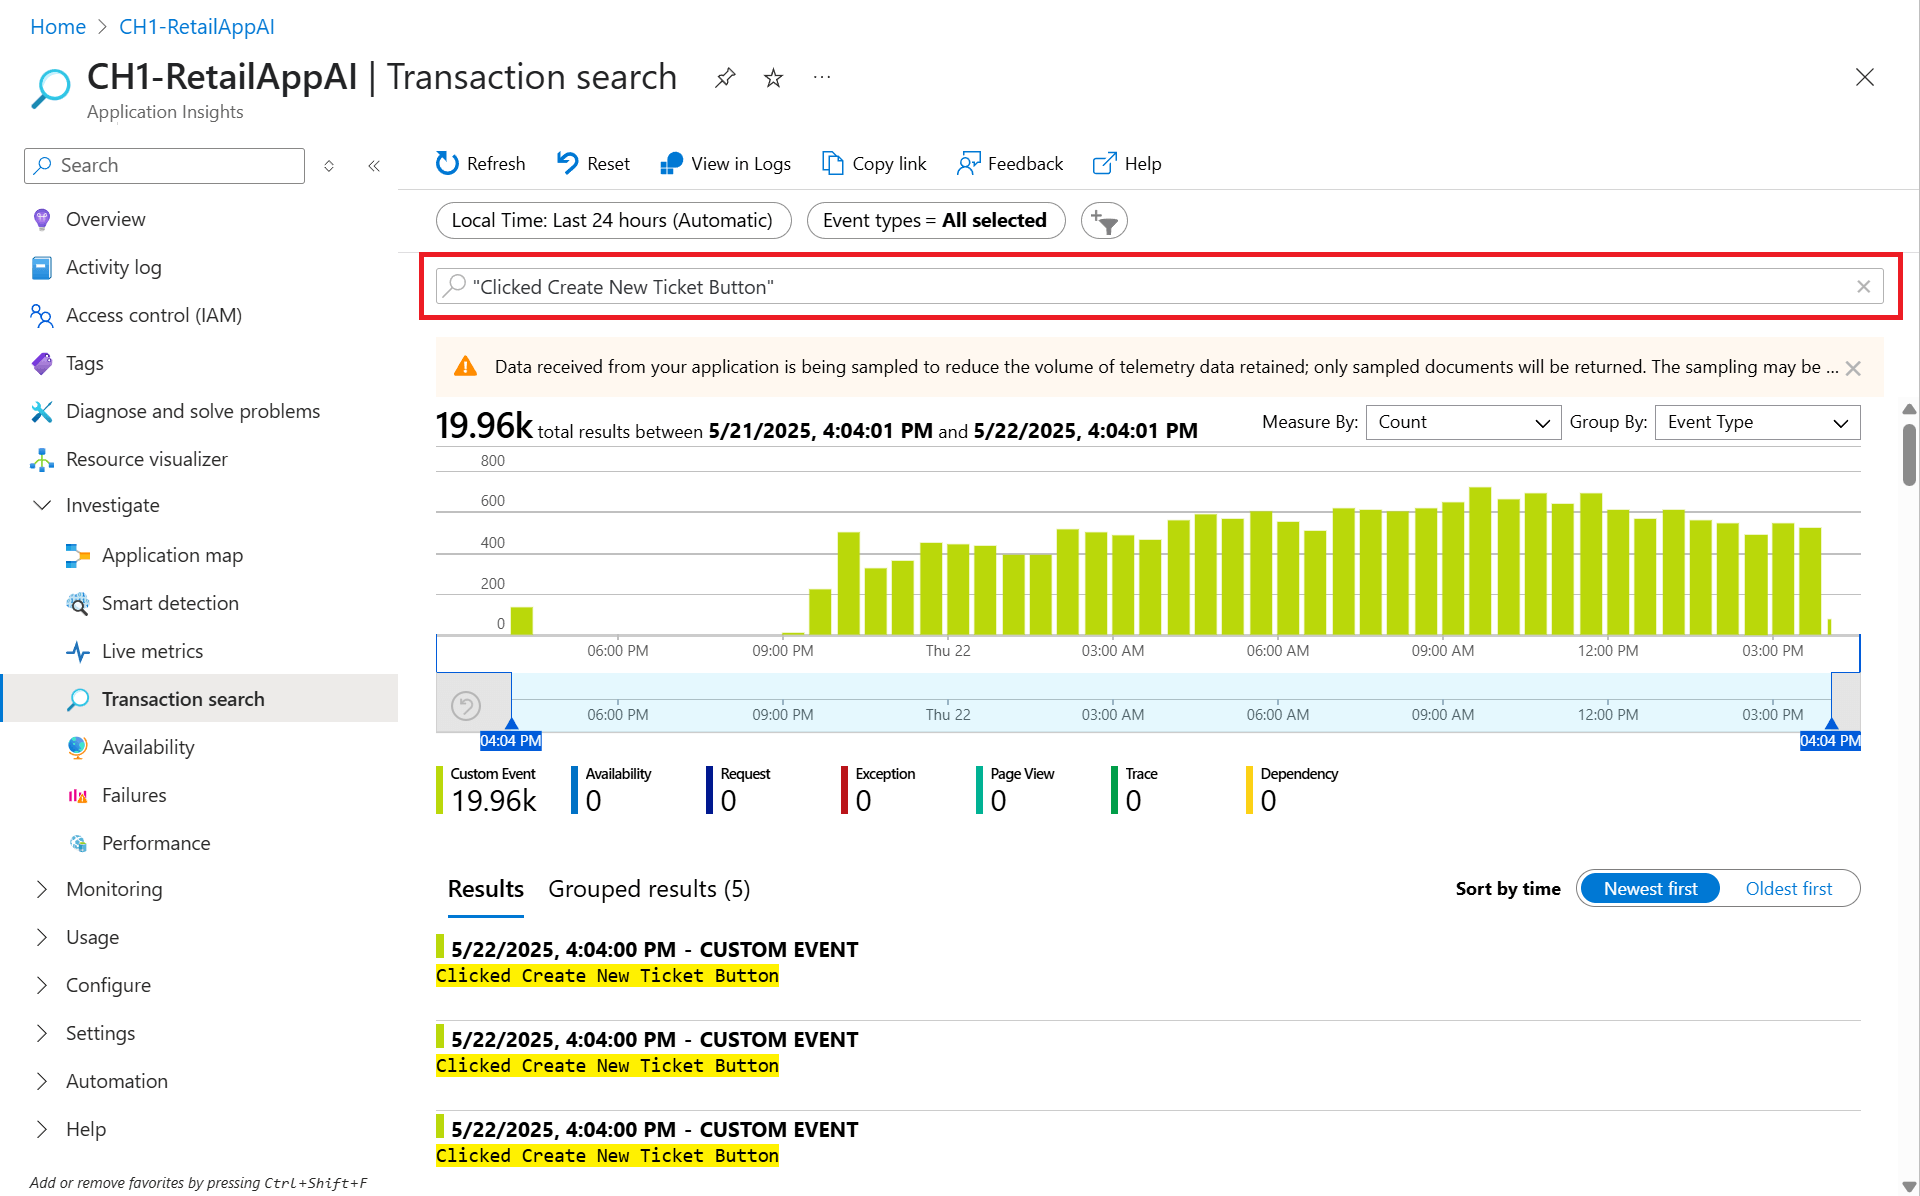 Home > CH1-RetailAppAI
CH1-RetailAppAI | Transaction search ...
Application Insights
Search
Refresh Reset View in Logs Copy link Feedback Help
Overview
Activity log
Access control (IAM)
Tags
Diagnose and solve problems
Resource visualizer
Investigate
Application map
Smart detection
Live metrics
Transaction search
Availability
Failures
Performance
Monitoring
Usage
Configure
Settings
Automation
Help
Add or remove favorites by pressing Ctrl+Shift+F
Local Time: Last 24 hours (Automatic) Event types = All selected
"Clicked Create New Ticket Button"
Data received from your application is being sampled to reduce the volume of telemetry data retained; only sampled documents will be returned. The sampling may be ...
19.96k total results between 5/21/2025, 4:04:01 PM and 5/22/2025, 4:04:01 PM
Measure By: Count Group By: Event Type
800
600
400
200
0
06:00 PM 09:00 PM Thu 22 03:00 AM 06:00 AM 09:00 AM 12:00 PM 03:00 PM
06:00 PM 09:00 PM Thu 22 03:00 AM 06:00 AM 09:00 AM 12:00 PM 03:00 PM
04:04 PM 04:04 PM
Custom Event Availability Request Exception Page View Trace Dependency
19.96k 0 0 0 0 0 0
Results Grouped results (5) Sort by time Newest first Oldest first
5/22/2025, 4:04:00 PM - CUSTOM EVENT
Clicked Create New Ticket Button
5/22/2025, 4:04:00 PM - CUSTOM EVENT
Clicked Create New Ticket Button
5/22/2025, 4:04:00 PM - CUSTOM EVENT
Clicked Create New Ticket Button